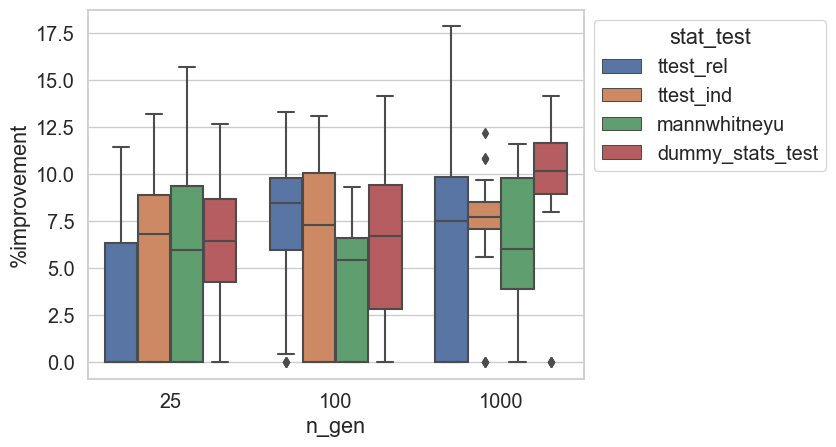 17.5
15.0
12.5
10.0
7.5
5.0
2.5
0.0
%improvement
25
100
1000
n_gen
stat_test
ttest_rel
ttest_ind
mannwhitneyu
dummy_stats_test